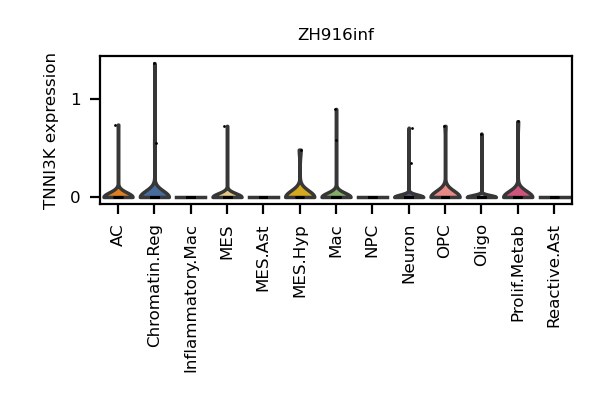 ZH916inf
TNNI3K expression
1
0
AC
Chromatin.Reg
Inflammatory.Mac
MES
MES.Ast
MES.Hyp
Mac
NPC
Neuron
OPC
Oligo
Prolif.Metab
Reactive.Ast